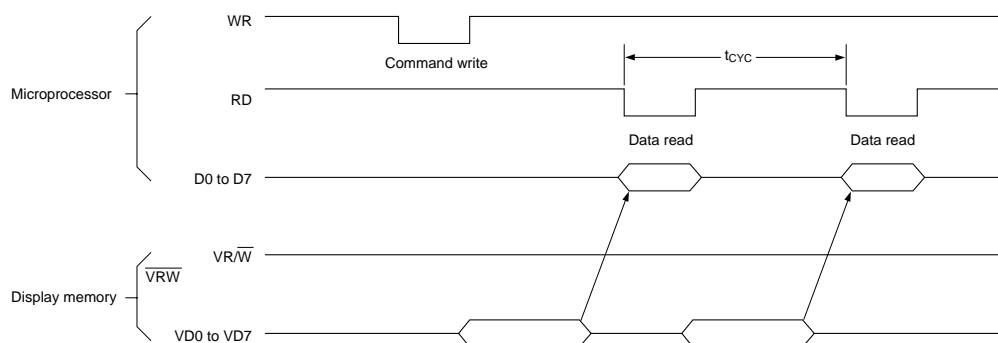 WR
Command write
tCYC
Microprocessor
RD
Data read
Data read
D0 to D7
VR/W̅
V̅R̅W̅
Display memory
VD0 to VD7